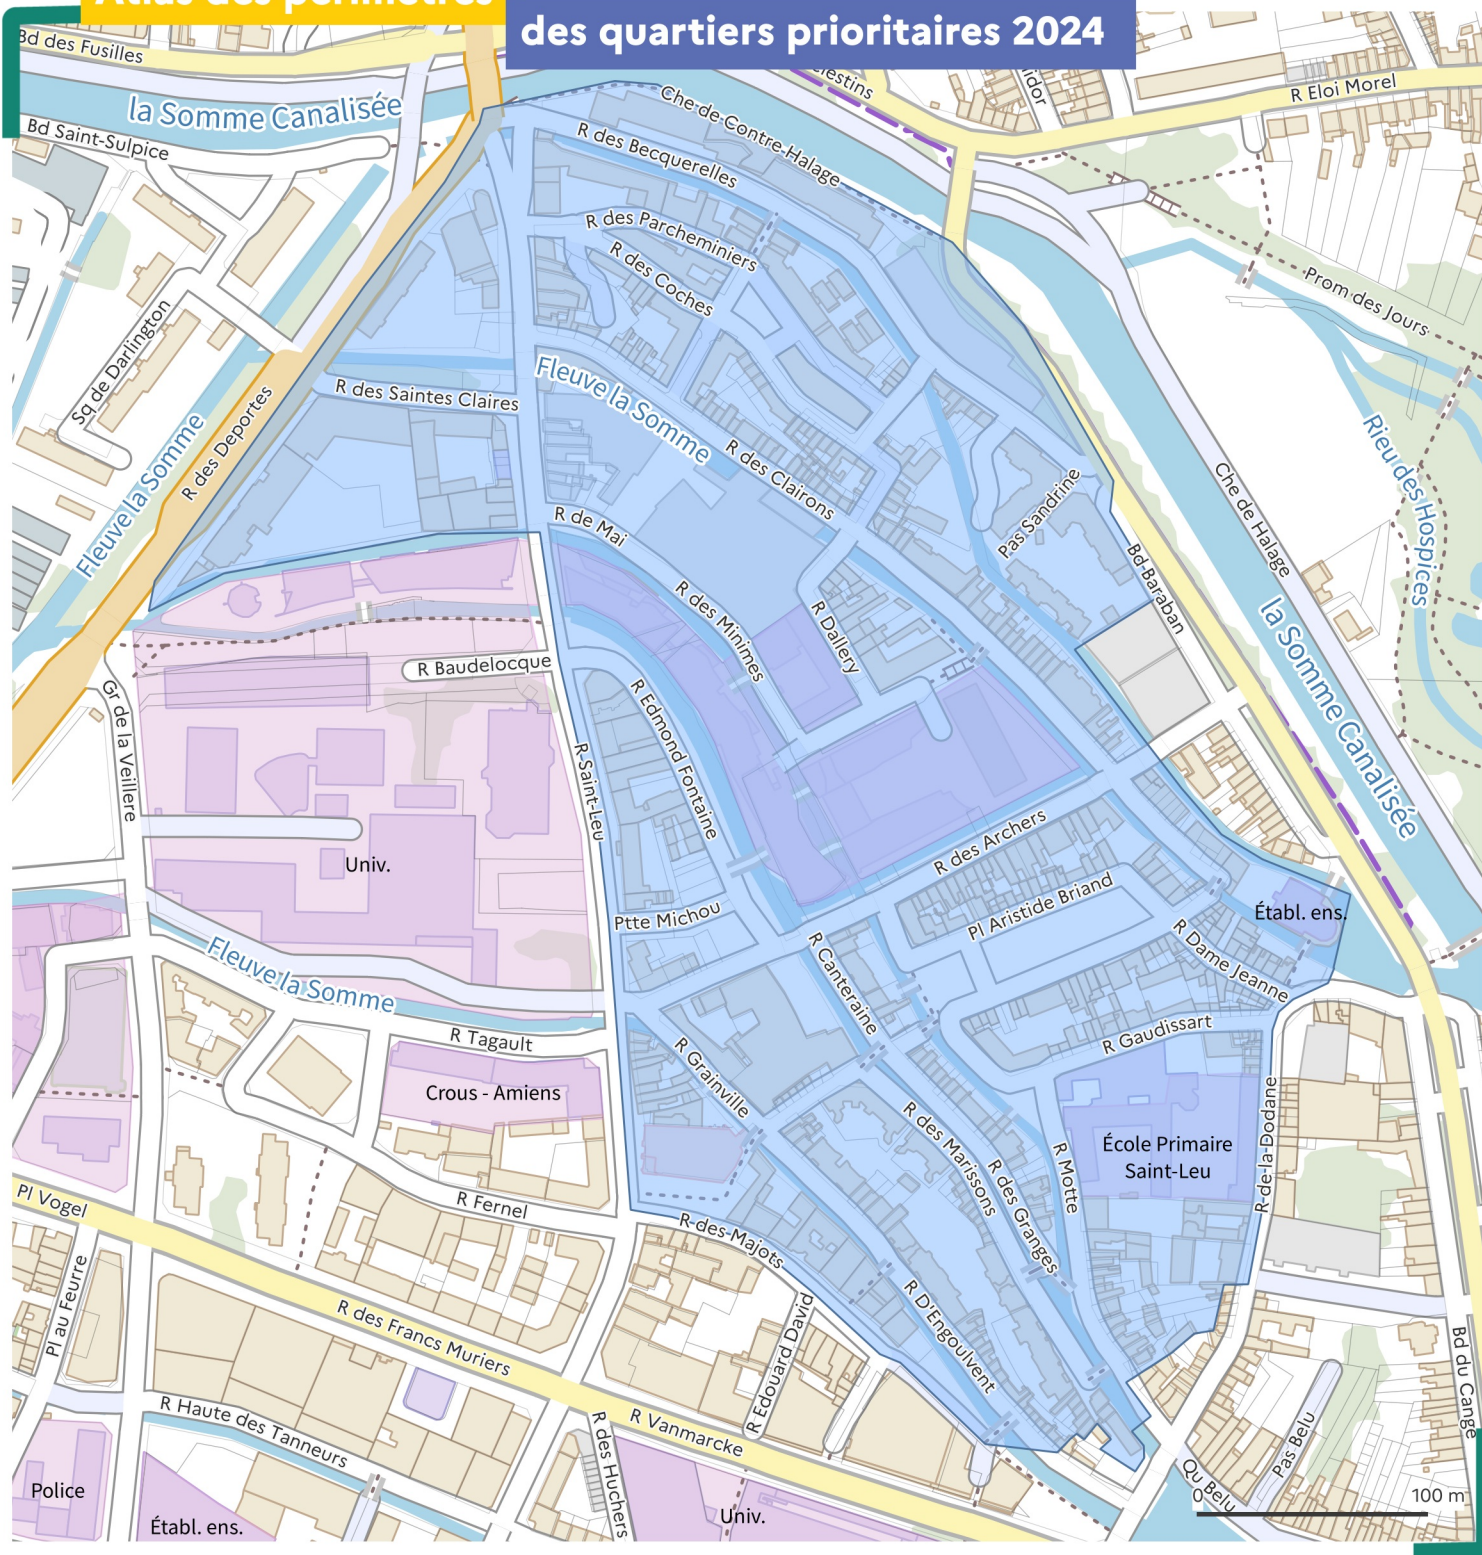 Atlas des périmètres
des quartiers prioritaires 2024
Bd des Fusilles
la Somme Canalisée
Bd Saint-Sulpice
Che de Contre-Halage
R Eloi Morel
R des Becquerelles
R des Parcheminiers
R des Coches
Prom des Jours
Sq de Darlington
R des Deportes
Fleuve la Somme
R des Saintes Claires
Fleuve la Somme
R des Clairons
Pas Sandrine
Rieu des Hospices
Che de Halage
Bd Baraban
la Somme Canalisée
R de Mai
R des Minimes
R Dallery
R Baudelocque
R Edmond Fontaine
Gr de la Veillere
R Saint-Leu
Univ.
R des Archers
Pl Aristide Briand
Établ. ens.
Ptte Michou
R Canteraine
R Dame Jeanne
Fleuve la Somme
R Tagault
R Gaudissart
Crous - Amiens
R Grainville
R des Marissons
R des Granges
R Motte
École Primaire
Saint-Leu
R de la Dodane
Pl Vogel
R Fernel
R des Majots
Pl au Feurre
R des Francs Muriers
R Edouard David
R D'Engoulvent
Bd du Cange
R Haute des Tanneurs
R des Huchers
R Vanmarcke
Pas Belu
Qu Belu
Police
Établ. ens.
Univ.
0
100 m